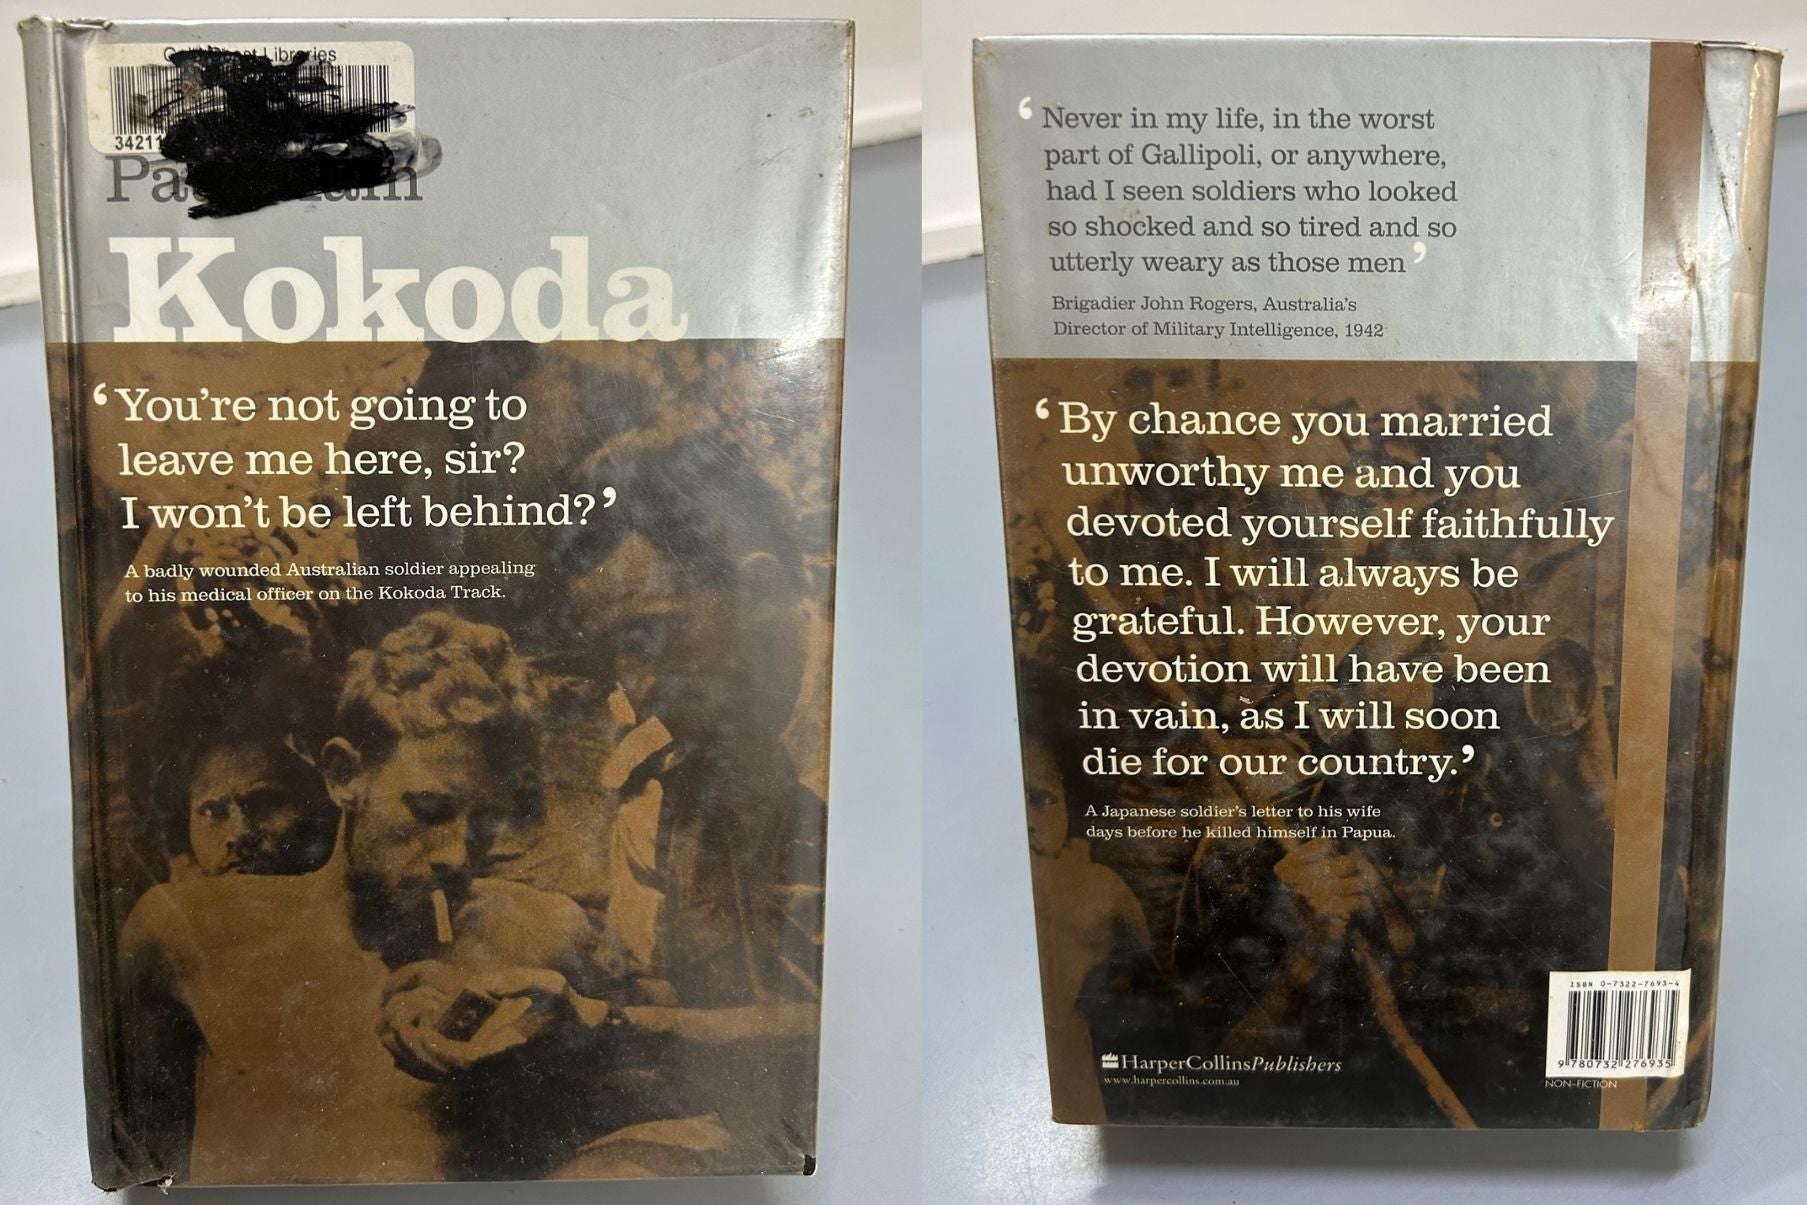 Libraries
34211
Kokoda
‘You’re not going to
leave me here, sir?
I won’t be left behind?’
A badly wounded Australian soldier appealing
to his medical officer on the Kokoda Track.
‘Never in my life, in the worst
part of Gallipoli, or anywhere,
had I seen soldiers who looked
so shocked and so tired and so
utterly weary as those men’
Brigadier John Rogers, Australia’s
Director of Military Intelligence, 1942
‘By chance you married
unworthy me and you
devoted yourself faithfully
to me. I will always be
grateful. However, your
devotion will have been
in vain, as I will soon
die for our country.’
A Japanese soldier’s letter to his wife
days before he killed himself in Papua.
ISBN 0-7322-7693-4
9 780732 276935
HarperCollinsPublishers
www.harpercollins.com.au
NON-FICTION